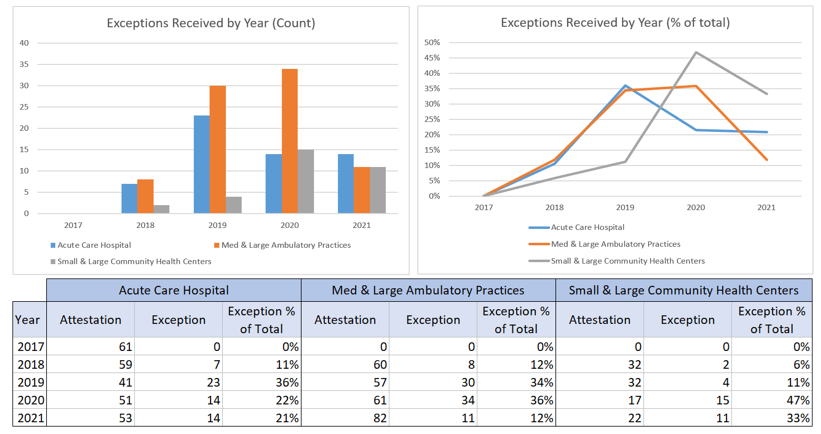 Exceptions Received by Year (Count)
40
35
30
25
20
15
10
5
0
2017 2018 2019 2020 2021
Acute Care Hospital Med & Large Ambulatory Practices
Small & Large Community Health Centers
Exceptions Received by Year (% of total)
50%
45%
40%
35%
30%
25%
20%
15%
10%
5%
0%
2017 2018 2019 2020 2021
Acute Care Hospital
Med & Large Ambulatory Practices
Small & Large Community Health Centers
Acute Care Hospital Med & Large Ambulatory Practices Small & Large Community Health Centers
Year Attestation Exception Exception % of Total Attestation Exception Exception % of Total Attestation Exception Exception % of Total
2017 61 0 0% 0 0 0% 0 0 0%
2018 59 7 11% 60 8 12% 32 2 6%
2019 41 23 36% 57 30 34% 32 4 11%
2020 51 14 22% 61 34 36% 17 15 47%
2021 53 14 21% 82 11 12% 22 11 33%